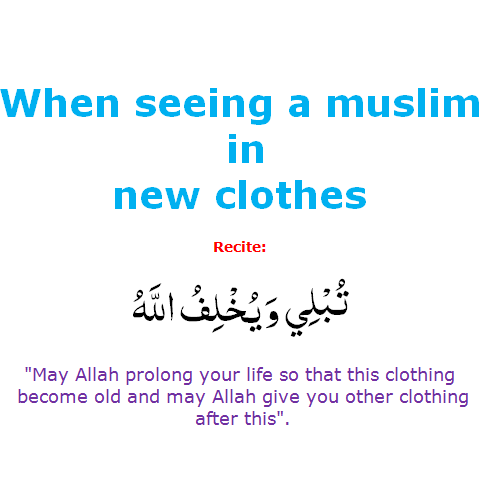 When seeing a muslim
in
new clothes
Recite:
تُبْلِي وَيُخْلِفُ اللَّهُ
"May Allah prolong your life so that this clothing
become old and may Allah give you other clothing
after this".